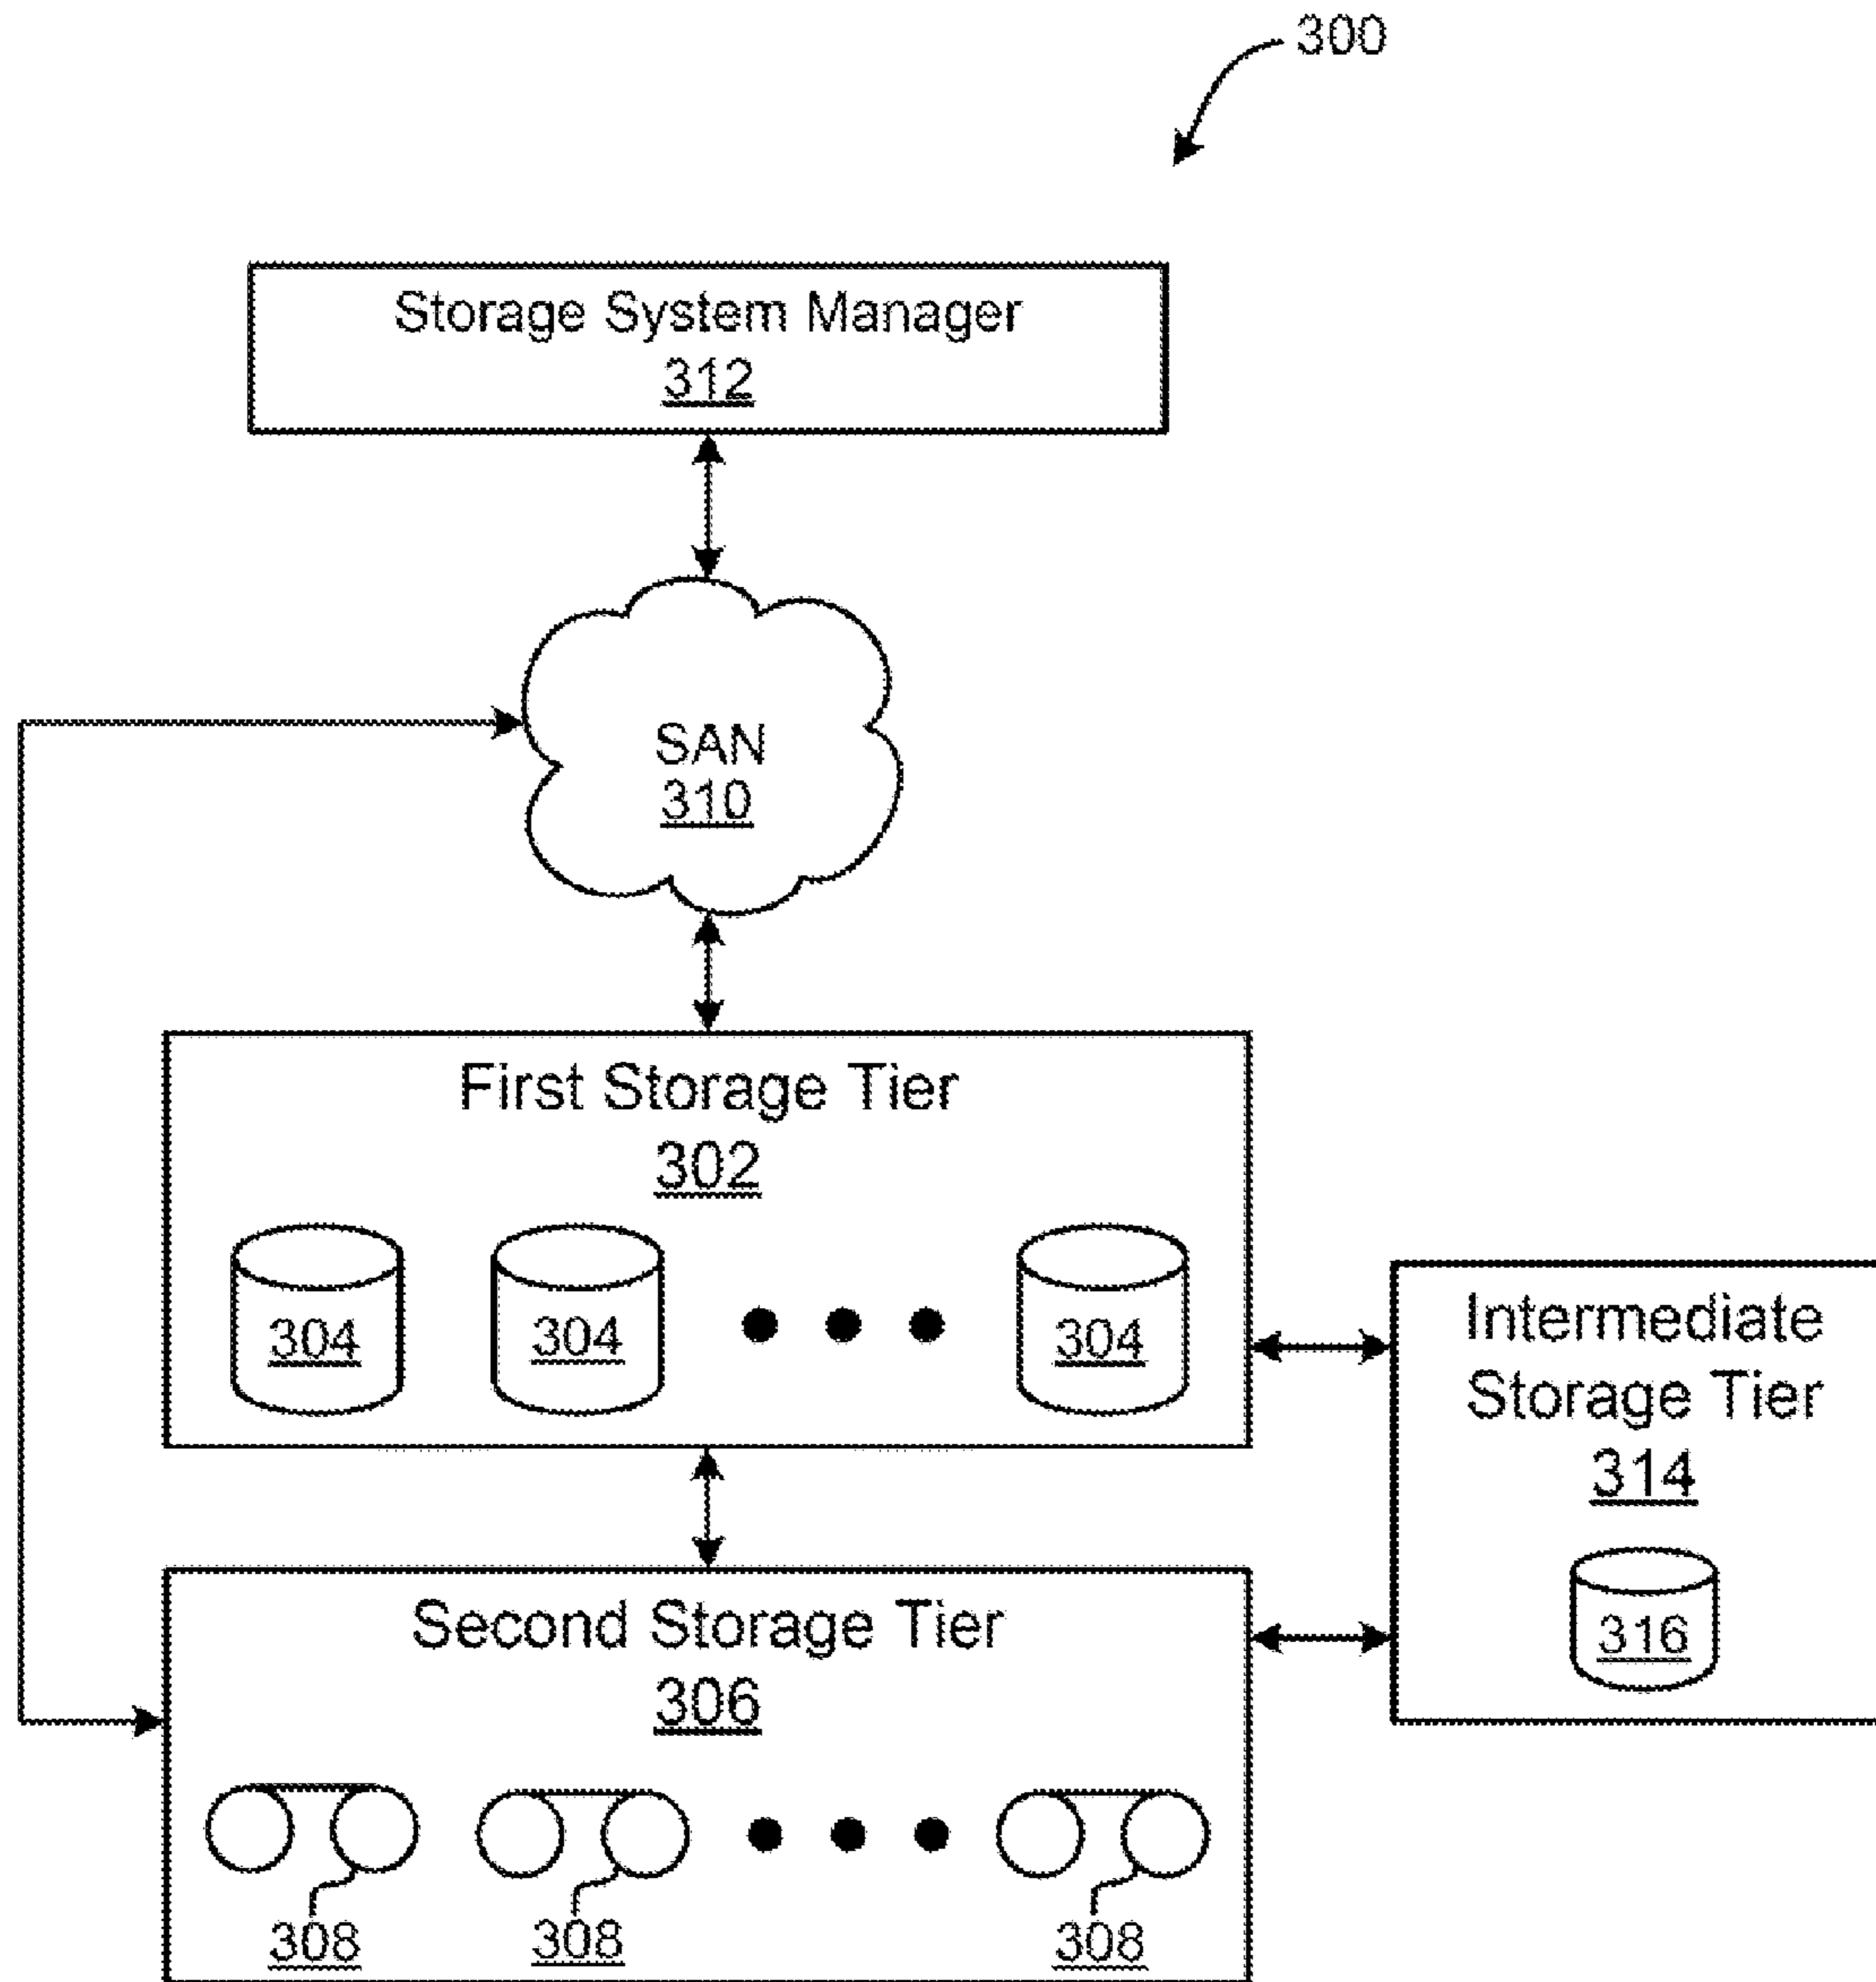 300
Storage System Manager
312
SAN
310
First Storage Tier
302
304
304
304
Intermediate
Storage Tier
314
316
Second Storage Tier
306
308
308
308